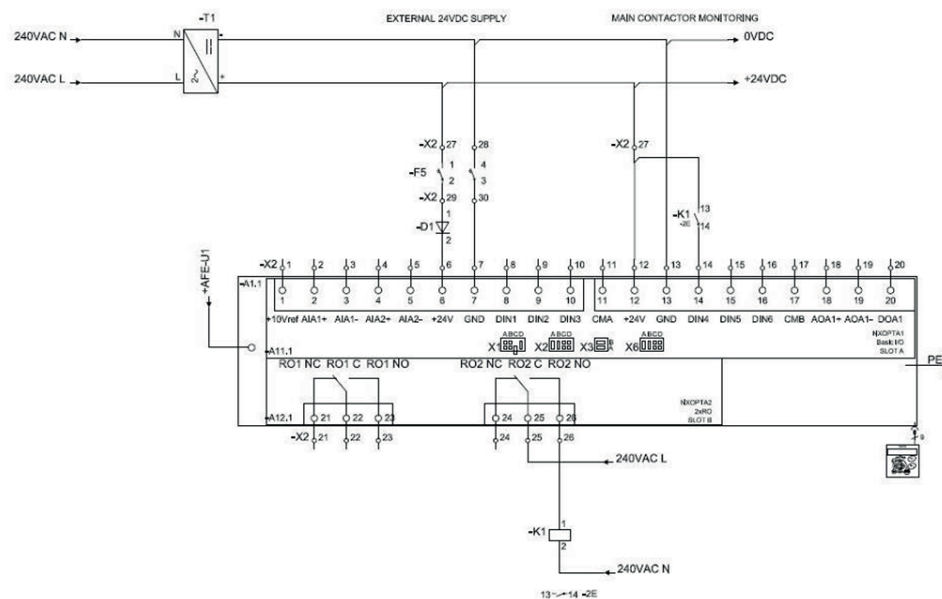 -T1
EXTERNAL 24VDC SUPPLY
MAIN CONTACTOR MONITORING
240VAC N
N
-
0VDC
240VAC L
L
+
2~
+24VDC
-X2 27 28
-X2 27
-F5 1 2 4 3
-X2 29 30
-D1 1 2
-K1 13
-2E 14
+AFE-U1
-X2 1 2 3 4 5 6 7 8 9 10 11 12 13 14 15 16 17 18 19 20
-A1.1
1 2 3 4 5 6 7 8 9 10 11 12 13 14 15 16 17 18 19 20
+10Vref AIA1+ AIA1- AIA2+ AIA2- +24V GND DIN1 DIN2 DIN3 CMA +24V GND DIN4 DIN5 DIN6 CMB AOA1+ AOA1- DOA1
NXOPTA1
Basic I/O
SLOT A
ABCD ABCD ABCD
X1 X2 X3 B A X6
-A11.1
PE
RO1 NC RO1 C RO1 NO
RO2 NC RO2 C RO2 NO
NXOPTA2
2xRO
SLOT B
-A12.1
21 22 23 24 25 26
-X2 21 22 23 24 25 26
9
240VAC L
-K1 1 2
240VAC N
13 14 -2E